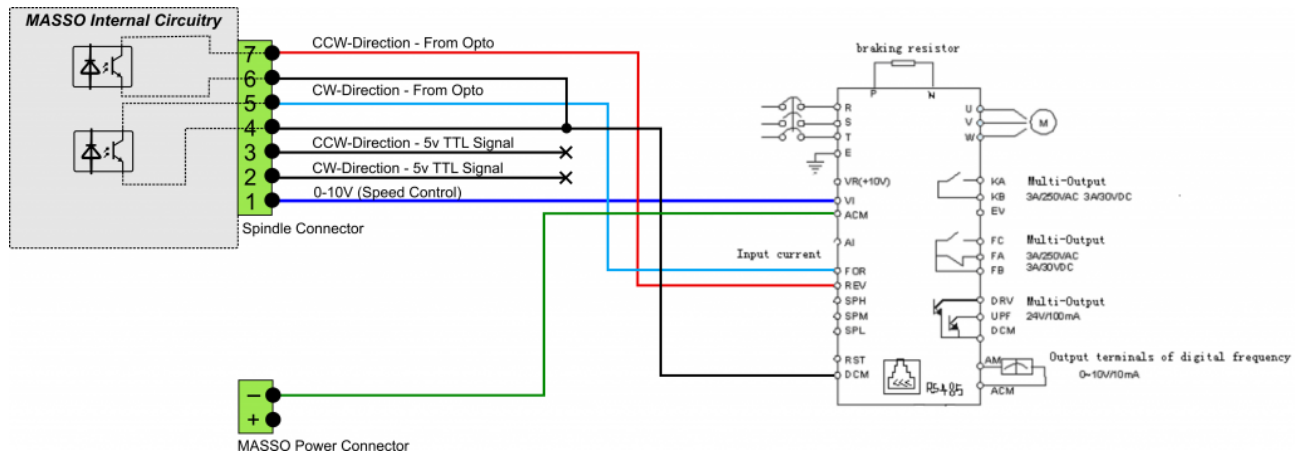 MASSO Internal Circuitry
7
CCW-Direction - From Opto
6
CW-Direction - From Opto
5
4
CCW-Direction - 5v TTL Signal
3
CW-Direction - 5v TTL Signal
2
0-10V (Speed Control)
1
Spindle Connector
−
+
MASSO Power Connector
braking resistor
P
N
R
S
T
E
VR(+10V)
VI
ACM
AI
Input current
FOR
REV
SPH
SPM
SPL
RST
DCM
RS485
U
V
W
M
KA Multi-Output
KB 3A/250VAC 3A/30VDC
EV
FC Multi-Output
FA 3A/250VAC
FB 3A/30VDC
DRV Multi-Output
UPF 24V/100mA
DCM
AM Output terminals of digital frequency
0~10V/10mA
ACM